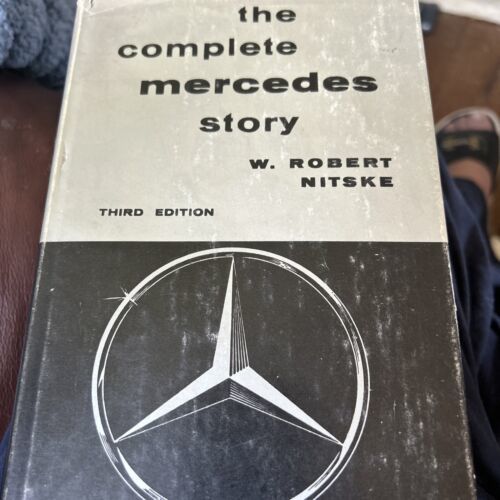 the
complete
mercedes
story
W. ROBERT
NITSKE
THIRD EDITION